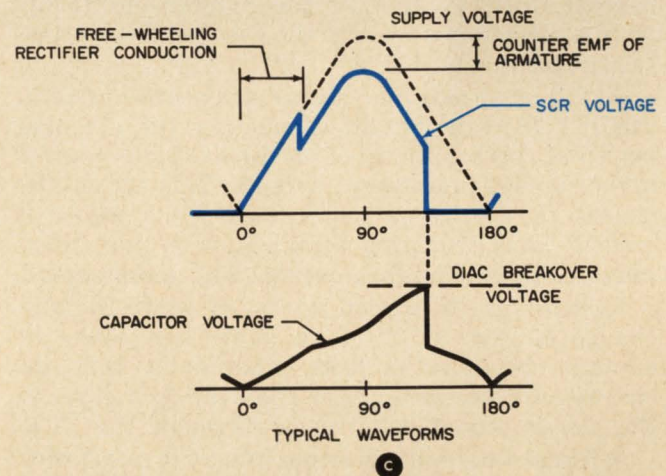 SUPPLY VOLTAGE
FREE-WHEELING
RECTIFIER CONDUCTION
COUNTER EMF OF
ARMATURE
SCR VOLTAGE
0° 90° 180°
DIAC BREAKOVER
VOLTAGE
CAPACITOR VOLTAGE
0° 90° 180°
TYPICAL WAVEFORMS
C